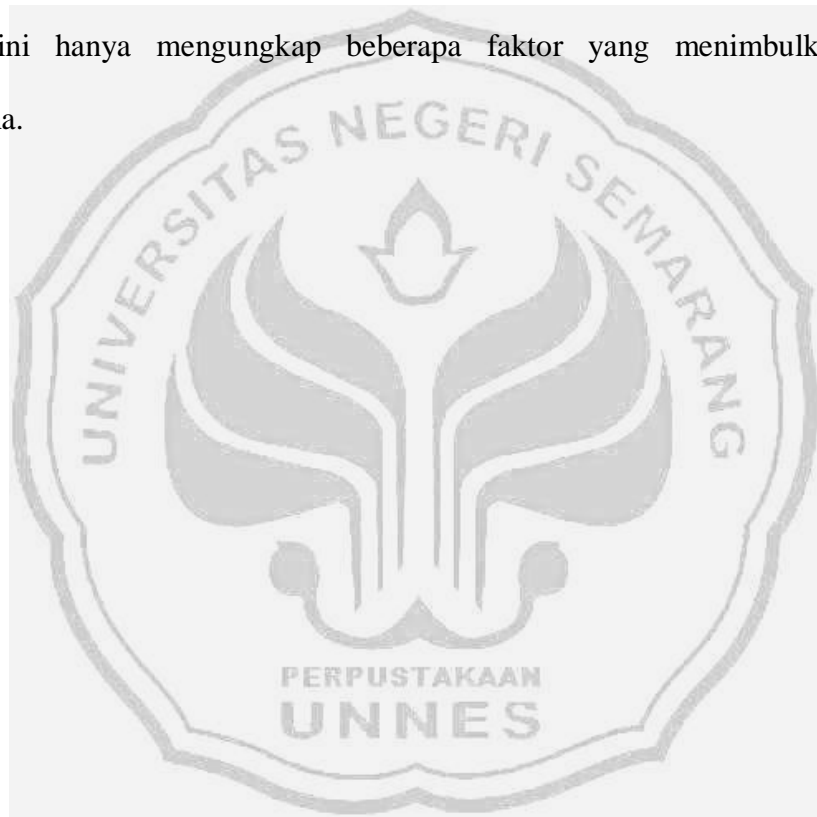 ini hanya mengungkap beberapa faktor yang menimbulk
a.
UNIVERSITAS NEGERI SEMARANG
PERPUSTAKAAN
UNNES